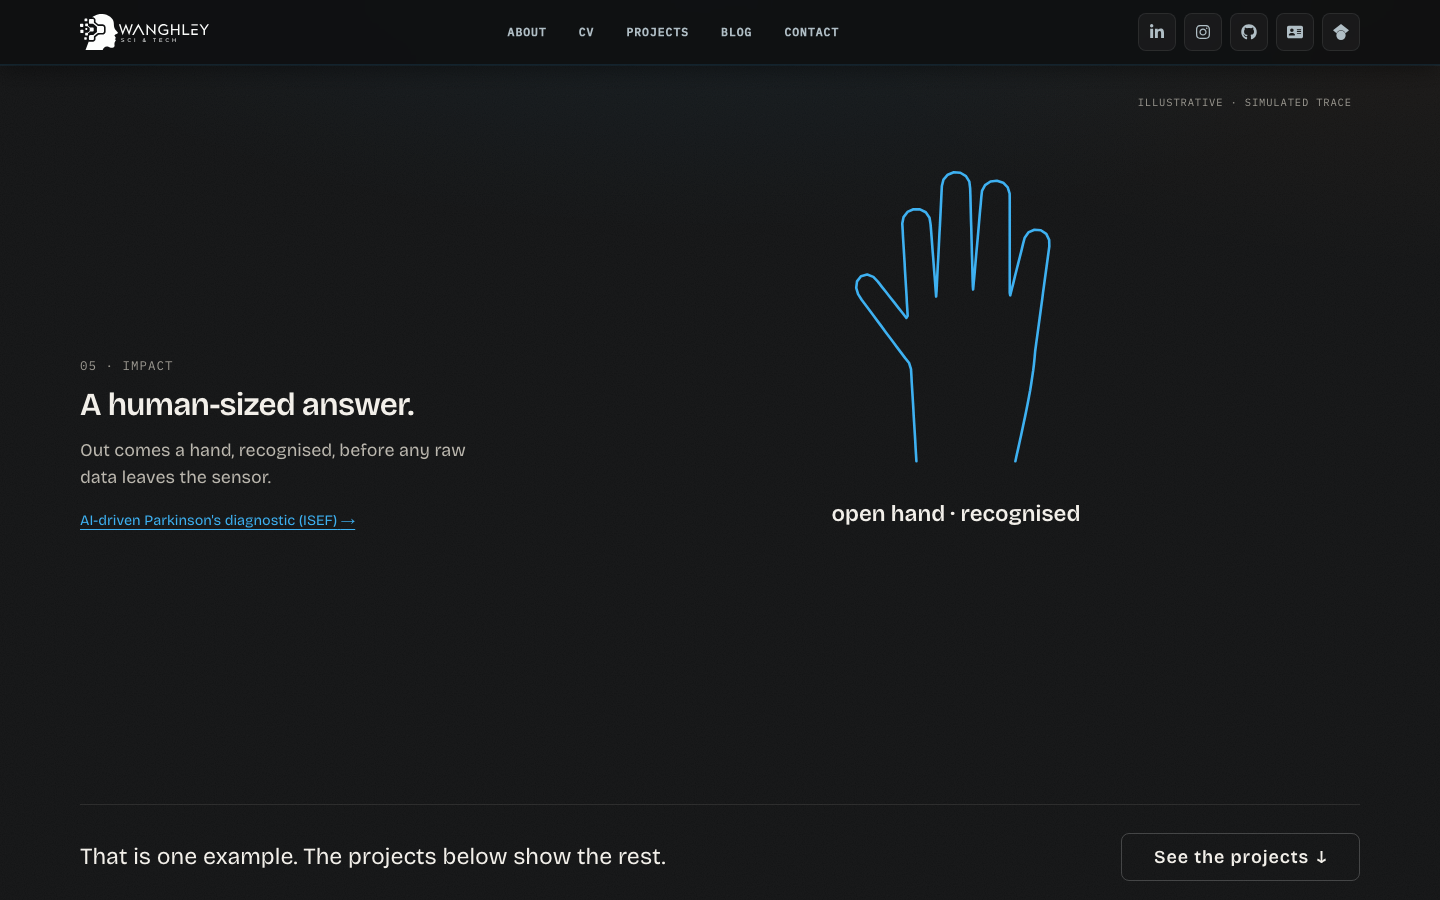 WANGHLEY
SCI & TECH
ABOUT
CV
PROJECTS
BLOG
CONTACT
ILLUSTRATIVE · SIMULATED TRACE
05 · IMPACT
A human-sized answer.
Out comes a hand, recognised, before any raw
data leaves the sensor.
AI-driven Parkinson's diagnostic (ISEF) →
open hand · recognised
That is one example. The projects below show the rest.
See the projects ↓